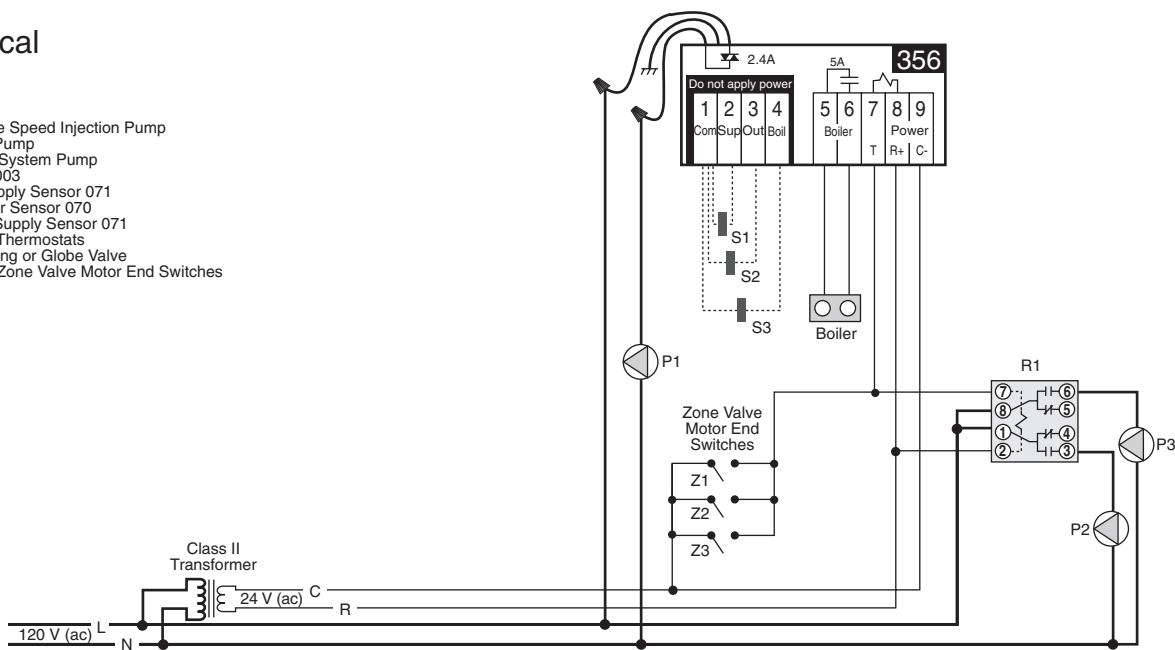 cal
e Speed Injection Pump
Pump
System Pump
003
pply Sensor 071
r Sensor 070
Supply Sensor 071
Thermostats
ng or Globe Valve
Zone Valve Motor End Switches
2.4A
5A
356
Do not apply power
1 2 3 4 5 6 7 8 9
Com Sup Out Boil Boiler Power
T R+ C-
S1
S2
S3
Boiler
P1
R1
7 6
8 5
1 4
2 3
P3
P2
Zone Valve
Motor End
Switches
Z1
Z2
Z3
Class II
Transformer
24 V (ac) C
R
120 V (ac) L
N